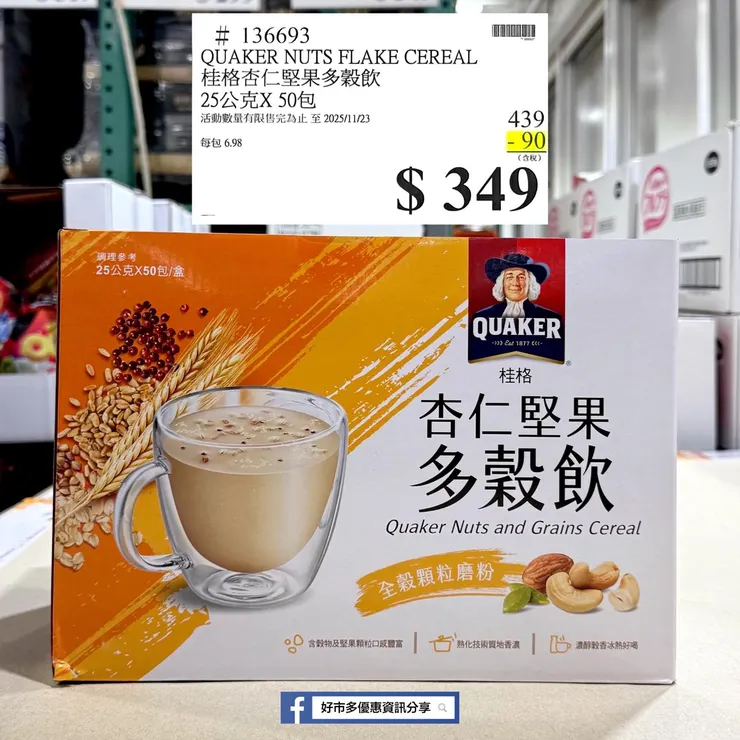 # 136693
QUAKER NUTS FLAKE CEREAL
桂格杏仁堅果多穀飲
25公克X 50包
活動數量有限售完為止 至 2025/11/23
439
- 90
(含稅)
每包 6.98
$ 349
調理參考
25公克X50包/盒
QUAKER
Est 1877
®
桂格
杏仁堅果
多穀飲
Quaker Nuts and Grains Cereal
全穀顆粒磨粉
含穀物及堅果顆粒口感豐富
熟化技術質地香濃
濃醇穀香冰熱好喝
f 好市多優惠資訊分享